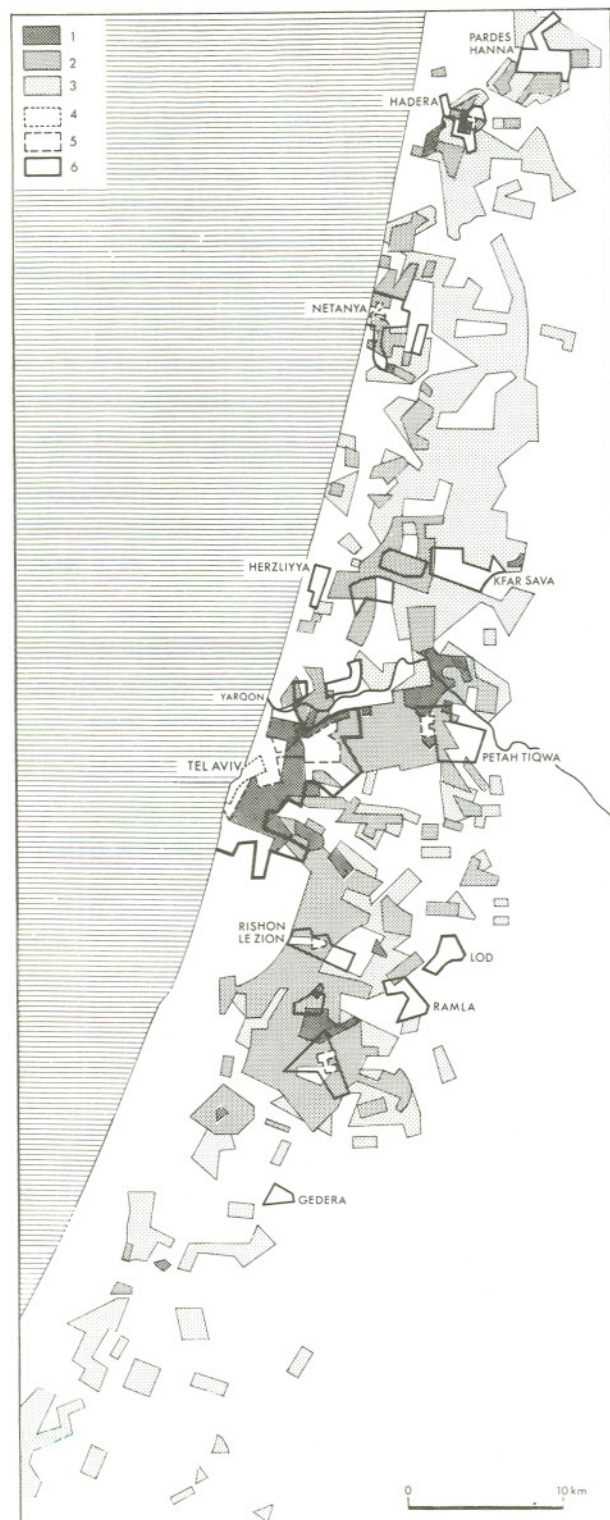 1
2
3
4
5
6
PARDES
HANNA
HADERA
NETANYA
HERZLIYYA
KFAR SAVA
YARQON
TEL AVIV
PETAH TIQWA
RISHON
LE ZION
LOD
RAMLA
GEDERA
0 10 km